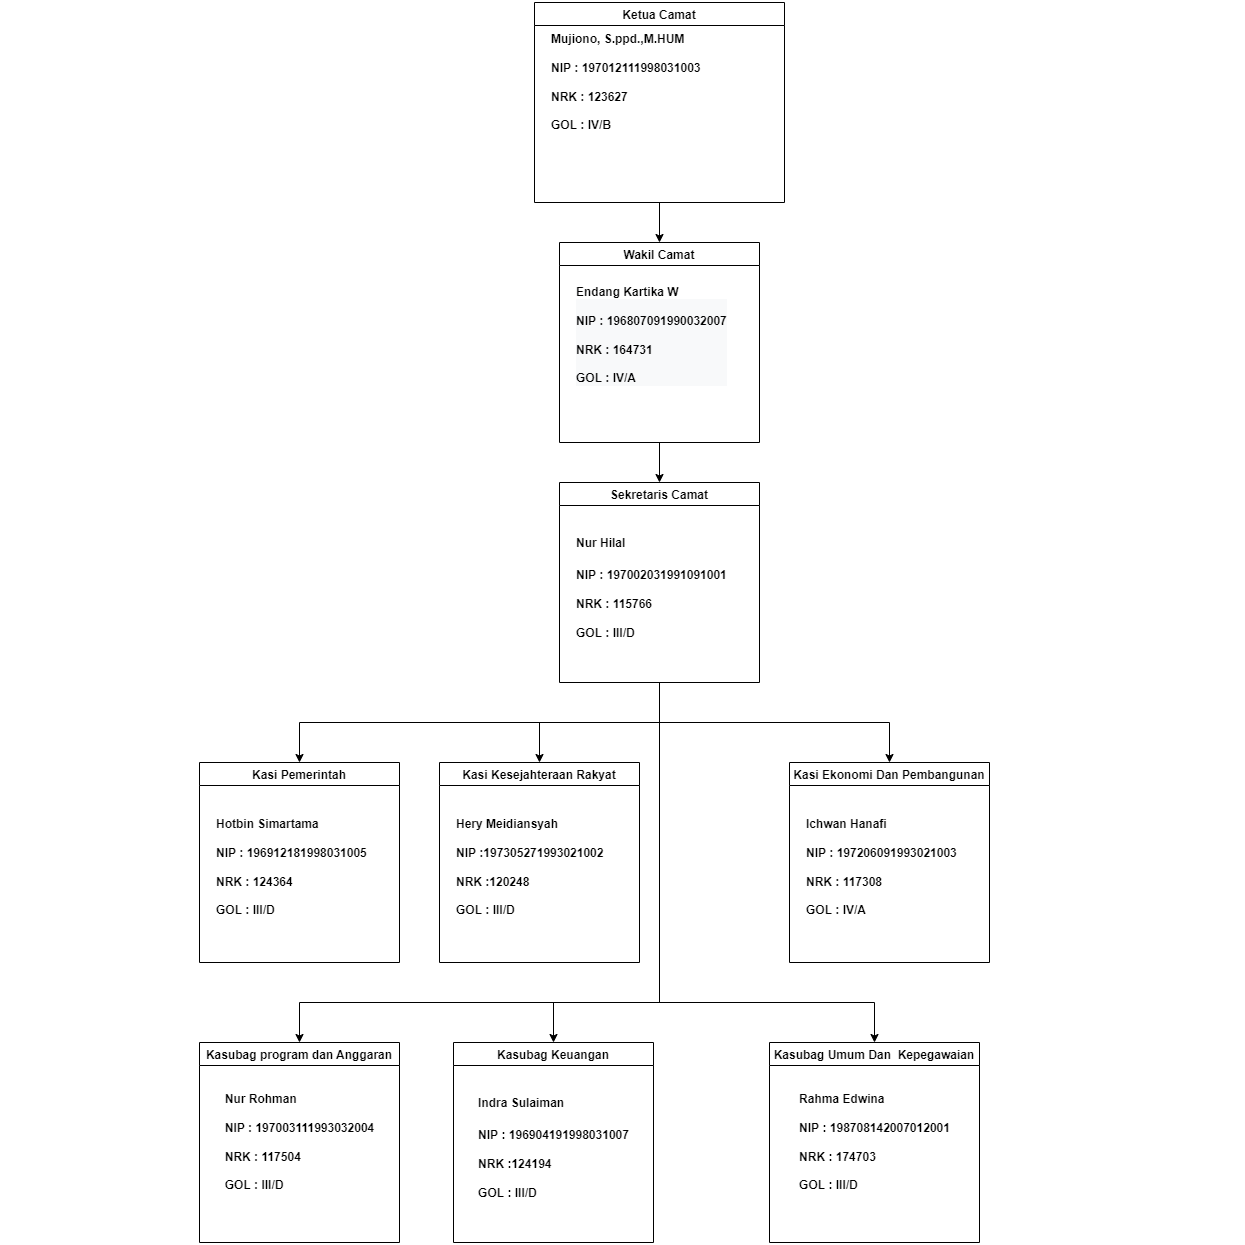 Ketua Camat
Mujiono, S.ppd.,M.HUM
NIP : 197012111998031003
NRK : 123627
GOL : IV/B
Wakil Camat
Endang Kartika W
NIP : 196807091990032007
NRK : 164731
GOL : IV/A
Sekretaris Camat
Nur Hilal
NIP : 197002031991091001
NRK : 115766
GOL : III/D
Kasi Pemerintah
Hotbin Simartama
NIP : 196912181998031005
NRK : 124364
GOL : III/D
Kasi Kesejahteraan Rakyat
Hery Meidiansyah
NIP :197305271993021002
NRK :120248
GOL : III/D
Kasi Ekonomi Dan Pembangunan
Ichwan Hanafi
NIP : 197206091993021003
NRK : 117308
GOL : IV/A
Kasubag program dan Anggaran
Nur Rohman
NIP : 197003111993032004
NRK : 117504
GOL : III/D
Kasubag Keuangan
Indra Sulaiman
NIP : 196904191998031007
NRK :124194
GOL : III/D
Kasubag Umum Dan  Kepegawaian
Rahma Edwina
NIP : 198708142007012001
NRK : 174703
GOL : III/D